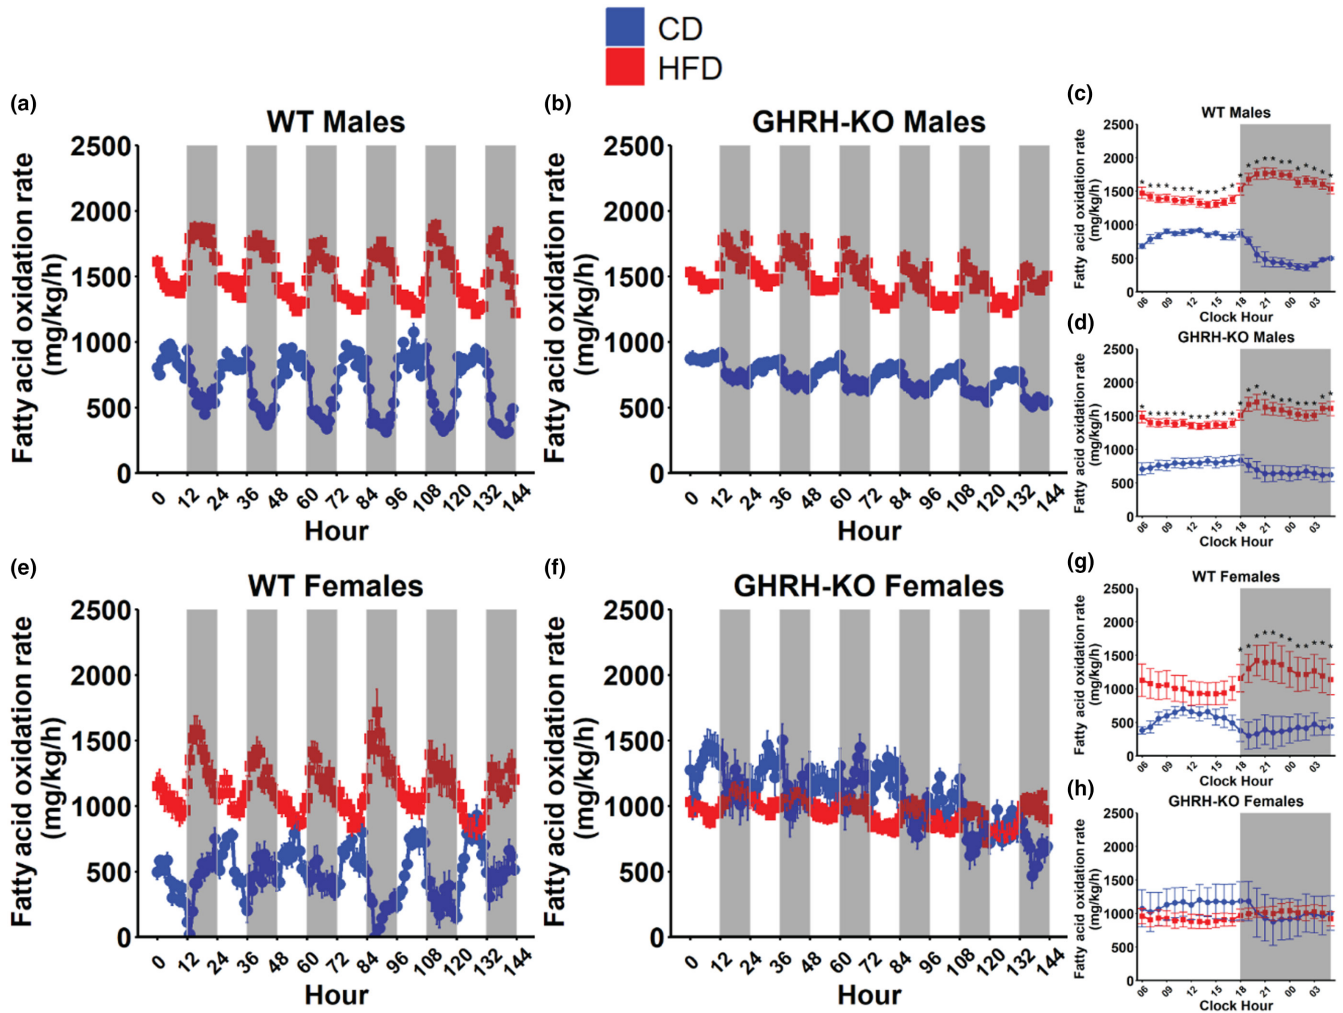 CD
HFD
(a)
WT Males
2500
2000
1500
1000
500
0
Fatty acid oxidation rate
(mg/kg/h)
0 12 24 36 48 60 72 84 96 108 120 132 144
Hour
(b)
GHRH-KO Males
2500
2000
1500
1000
500
0
Fatty acid oxidation rate
(mg/kg/h)
0 12 24 36 48 60 72 84 96 108 120 132 144
Hour
(c)
WT Males
2500
2000
1500
1000
500
0
Fatty acid oxidation rate
(mg/kg/h)
06 09 12 15 18 21 00 03
Clock Hour
(d)
GHRH-KO Males
2500
2000
1500
1000
500
0
Fatty acid oxidation rate
(mg/kg/h)
06 09 12 15 18 21 00 03
Clock Hour
(e)
WT Females
2500
2000
1500
1000
500
0
Fatty acid oxidation rate
(mg/kg/h)
0 12 24 36 48 60 72 84 96 108 120 132 144
Hour
(f)
GHRH-KO Females
2500
2000
1500
1000
500
0
Fatty acid oxidation rate
(mg/kg/h)
0 12 24 36 48 60 72 84 96 108 120 132 144
Hour
(g)
WT Females
2500
2000
1500
1000
500
0
Fatty acid oxidation rate
(mg/kg/h)
06 09 12 15 18 21 00 03
Clock Hour
(h)
GHRH-KO Females
2500
2000
1500
1000
500
0
Fatty acid oxidation rate
(mg/kg/h)
06 09 12 15 18 21 00 03
Clock Hour